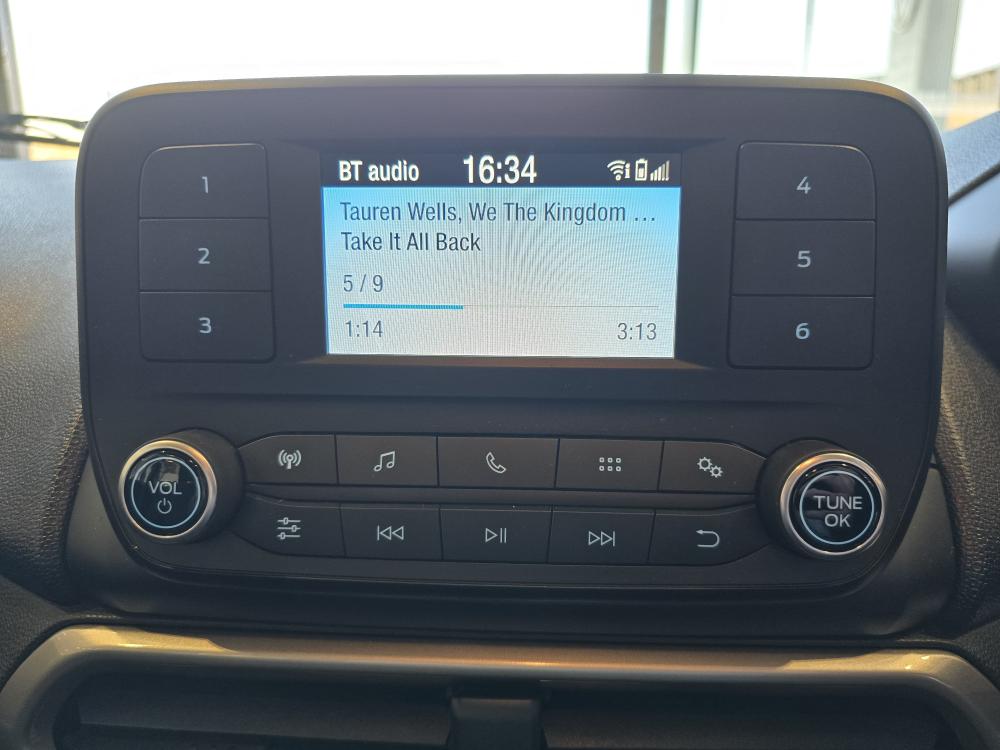 BT audio 16:34
Tauren Wells, We The Kingdom ...
Take It All Back
5 / 9
1:14 3:13
1
2
3
4
5
6
VOL
TUNE
OK